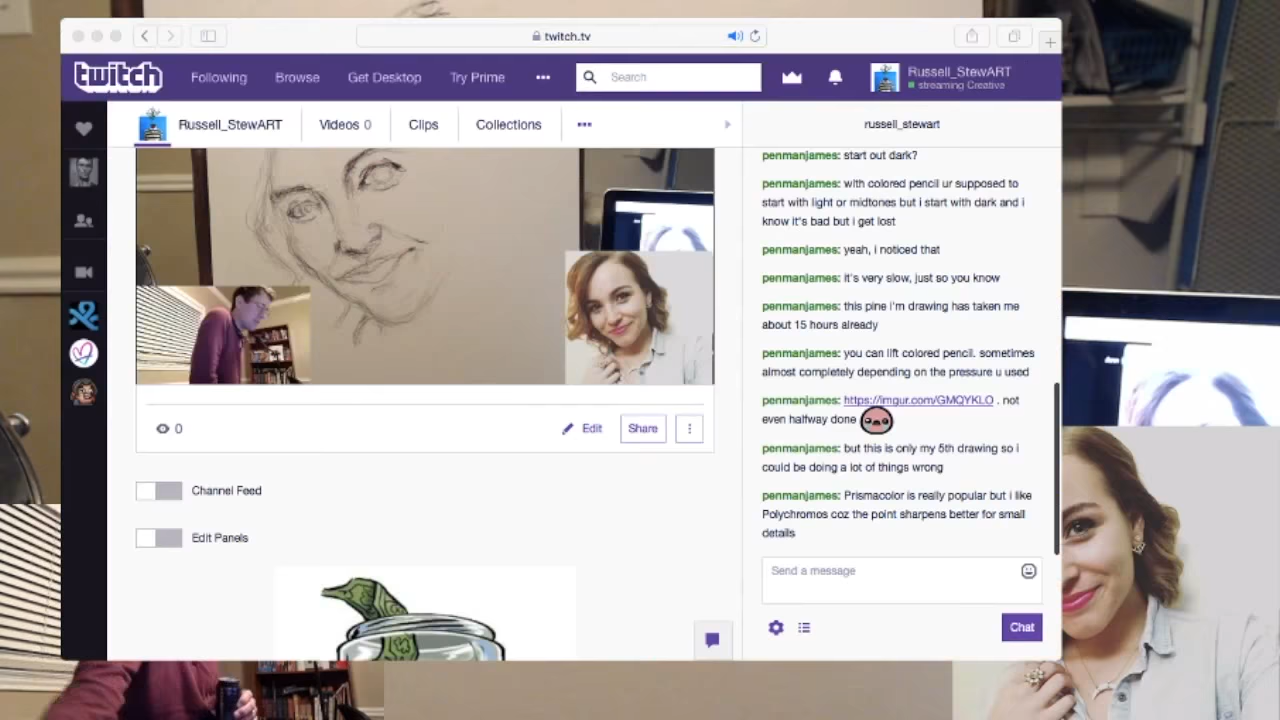 twitch.tv
twitch
Following
Browse
Get Desktop
Try Prime
Search
Russell_StewART
streaming Creative
Russell_StewART
Videos 0
Clips
Collections
russell_stewart
penmanjames: start out dark?
penmanjames: with colored pencil ur supposed to
start with light or midtones but i start with dark and i
know it's bad but i get lost
penmanjames: yeah, i noticed that
penmanjames: it's very slow, just so you know
penmanjames: this pine i'm drawing has taken me
about 15 hours already
penmanjames: you can lift colored pencil. sometimes
almost completely depending on the pressure u used
penmanjames: https://imgur.com/GMQYKLO . not
even halfway done
penmanjames: but this is only my 5th drawing so i
could be doing a lot of things wrong
penmanjames: Prismacolor is really popular but i like
Polychromos coz the point sharpens better for small
details
0
Edit
Share
Channel Feed
Edit Panels
Send a message
Chat